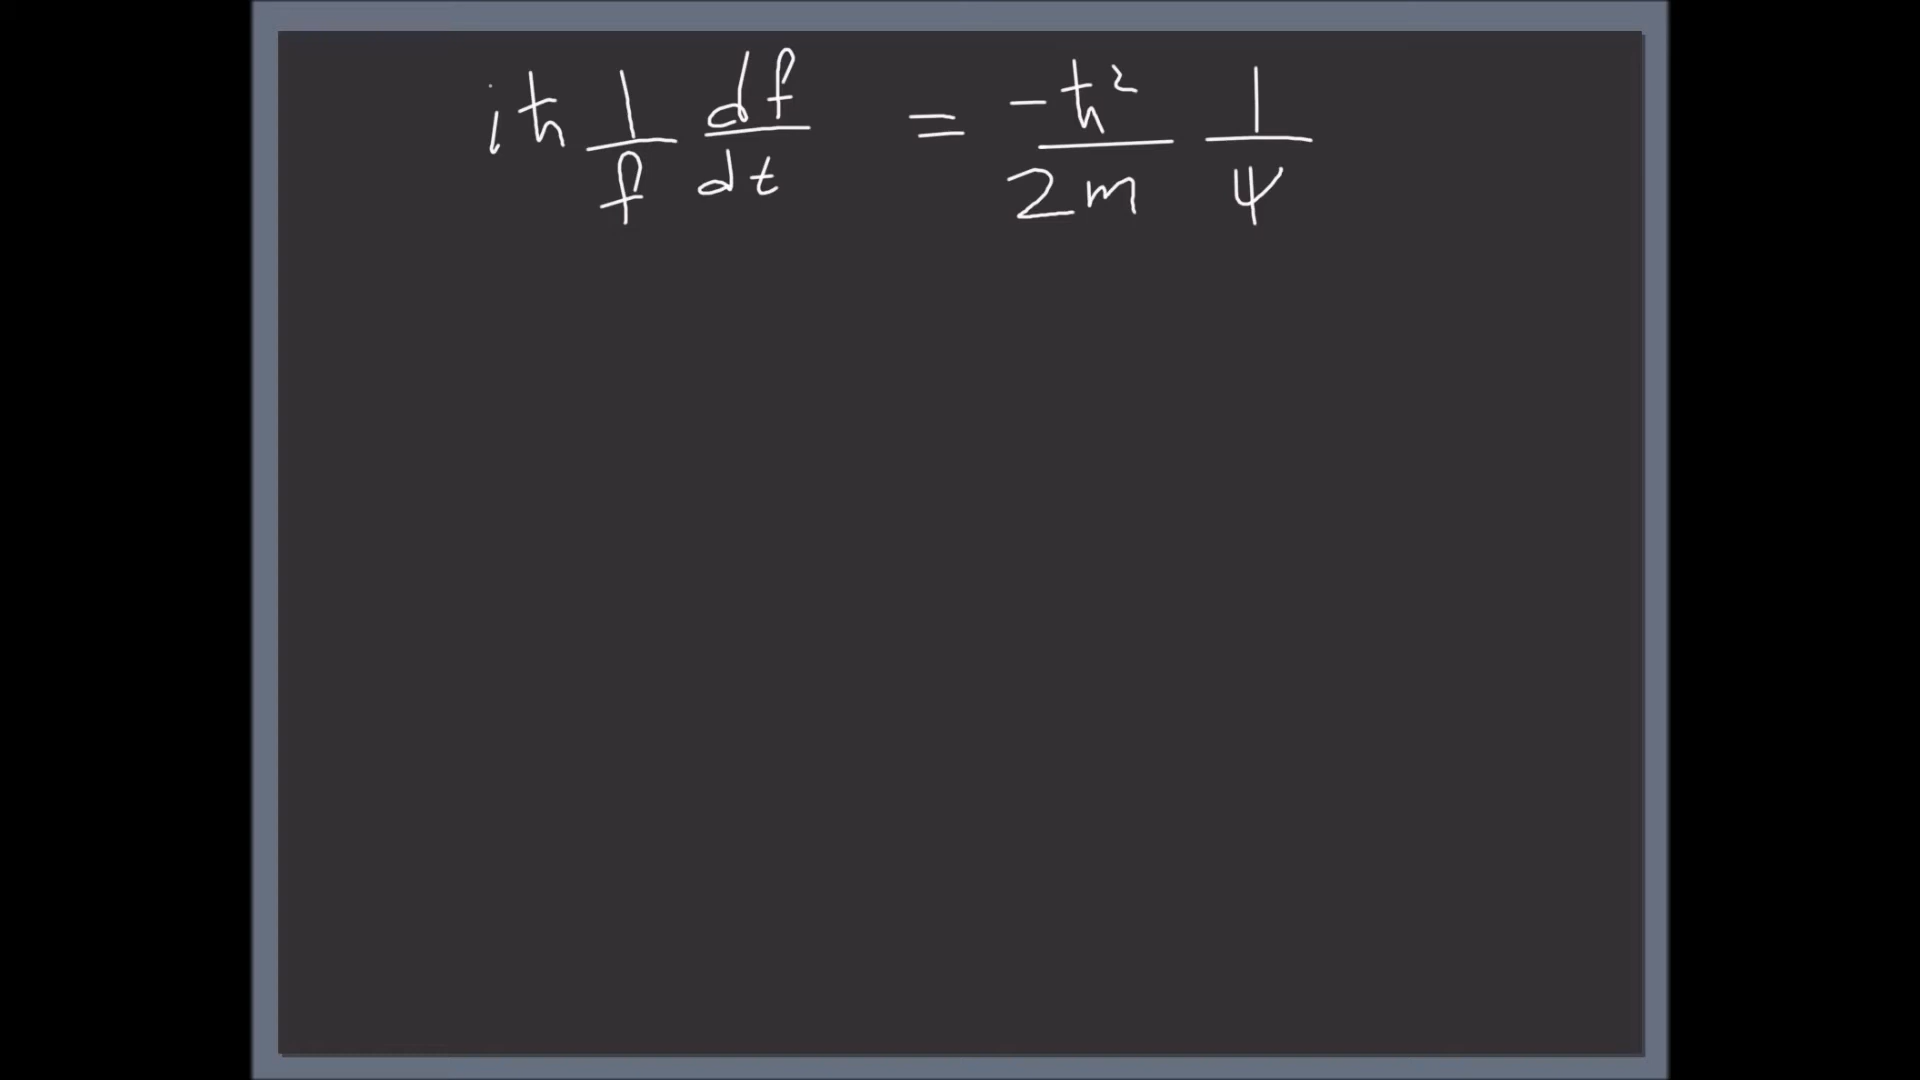 iħ 1/f df/dt = -ħ²/2m 1/ψ